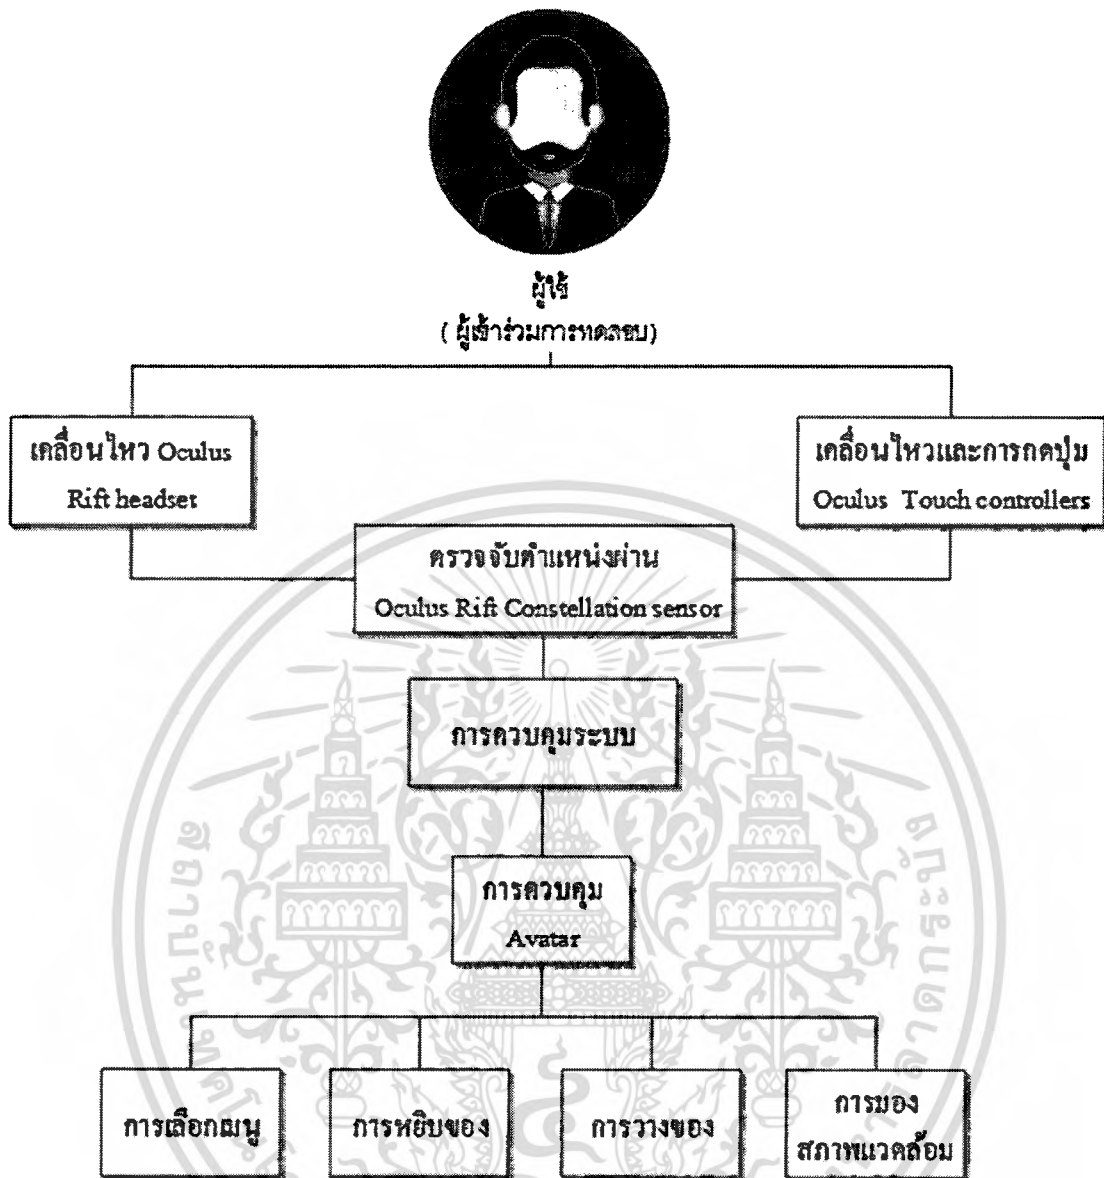 ผู้ใช้
( ผู้เข้าร่วมการทดสอบ)
เคลื่อนไหว Oculus
Rift headset
เคลื่อนไหวและการกดปุ่ม
Oculus Touch controllers
ตรวจจับตำแหน่งผ่าน
Oculus Rift Constellation sensor
การควบคุมระบบ
การควบคุม
Avatar
การเลือกเมนู
การหยิบของ
การวางของ
การมอง
สภาพแวดล้อม